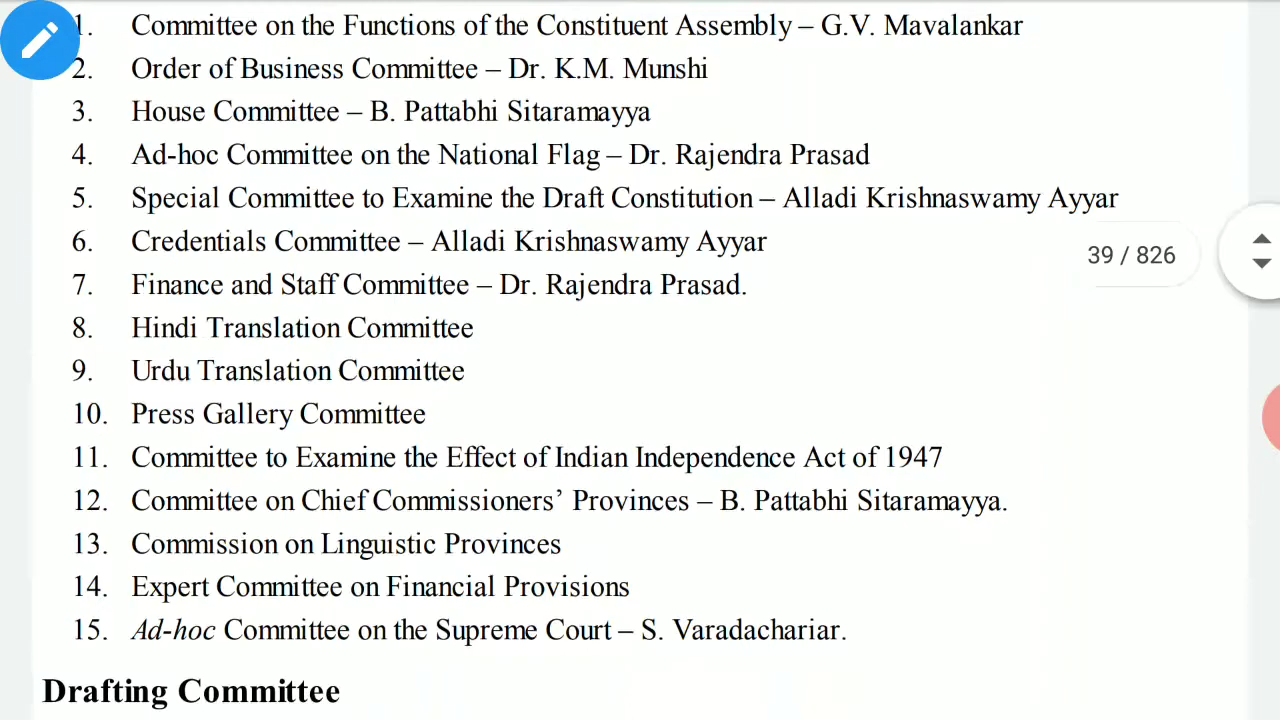 1. Committee on the Functions of the Constituent Assembly – G.V. Mavalankar
2. Order of Business Committee – Dr. K.M. Munshi
3. House Committee – B. Pattabhi Sitaramayya
4. Ad-hoc Committee on the National Flag – Dr. Rajendra Prasad
5. Special Committee to Examine the Draft Constitution – Alladi Krishnaswamy Ayyar
6. Credentials Committee – Alladi Krishnaswamy Ayyar
39 / 826
7. Finance and Staff Committee – Dr. Rajendra Prasad.
8. Hindi Translation Committee
9. Urdu Translation Committee
10. Press Gallery Committee
11. Committee to Examine the Effect of Indian Independence Act of 1947
12. Committee on Chief Commissioners’ Provinces – B. Pattabhi Sitaramayya.
13. Commission on Linguistic Provinces
14. Expert Committee on Financial Provisions
15. Ad-hoc Committee on the Supreme Court – S. Varadachariar.
Drafting Committee